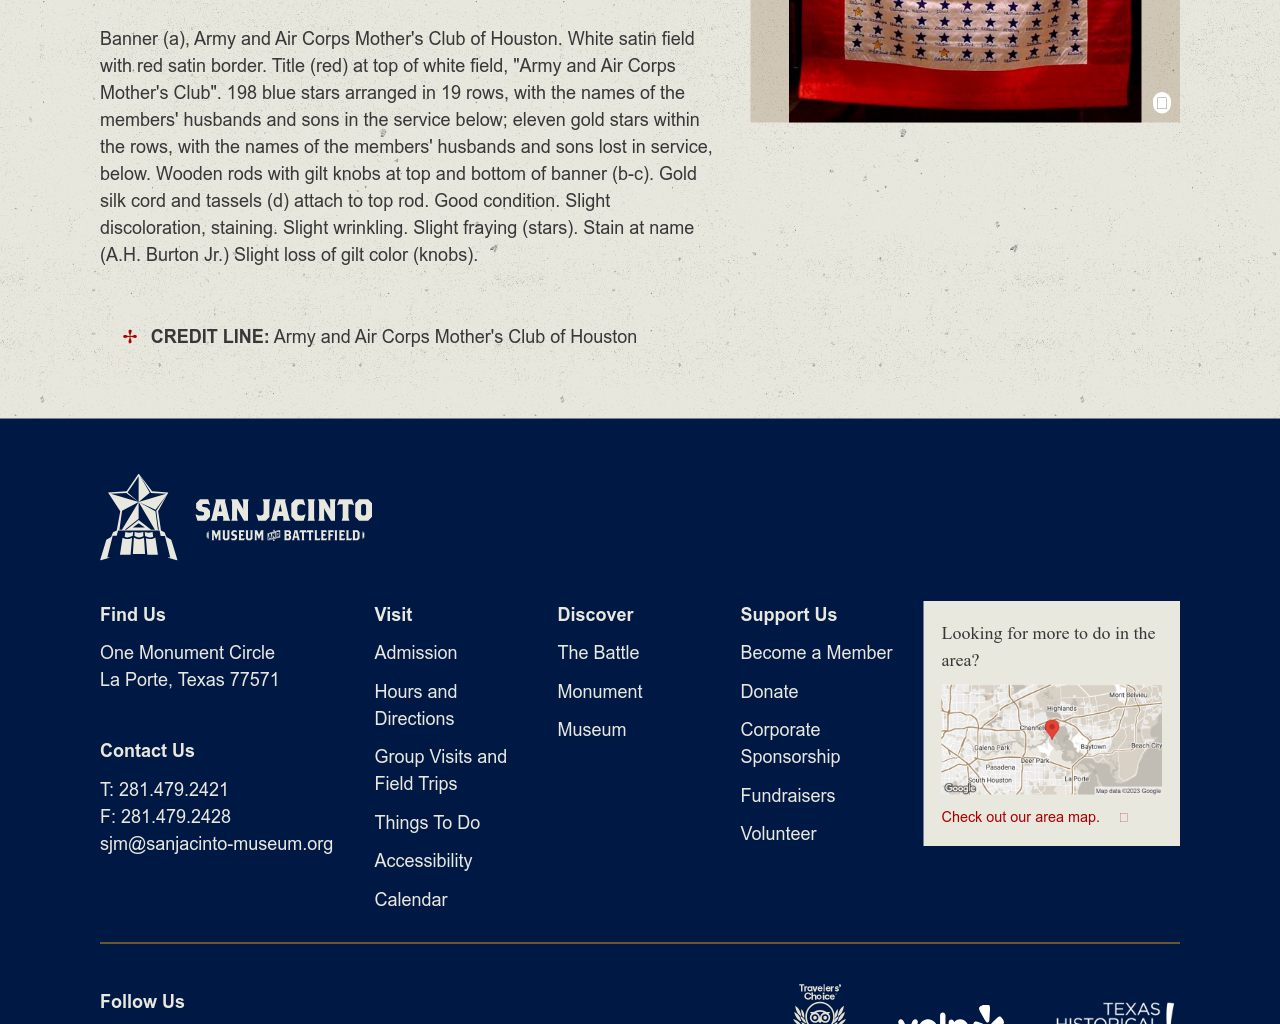 Banner (a), Army and Air Corps Mother's Club of Houston. White satin field
with red satin border. Title (red) at top of white field, "Army and Air Corps
Mother's Club". 198 blue stars arranged in 19 rows, with the names of the
members' husbands and sons in the service below; eleven gold stars within
the rows, with the names of the members' husbands and sons lost in service,
below. Wooden rods with gilt knobs at top and bottom of banner (b-c). Gold
silk cord and tassels (d) attach to top rod. Good condition. Slight
discoloration, staining. Slight wrinkling. Slight fraying (stars). Stain at name
(A.H. Burton Jr.) Slight loss of gilt color (knobs).
CREDIT LINE: Army and Air Corps Mother's Club of Houston
SAN JACINTO
MUSEUM AND BATTLEFIELD
Find Us
One Monument Circle
La Porte, Texas 77571
Contact Us
T: 281.479.2421
F: 281.479.2428
sjm@sanjacinto-museum.org
Visit
Admission
Hours and
Directions
Group Visits and
Field Trips
Things To Do
Accessibility
Calendar
Discover
The Battle
Monument
Museum
Support Us
Become a Member
Donate
Corporate
Sponsorship
Fundraisers
Volunteer
Looking for more to do in the
area?
Mont Belvieu
Highlands
Galena Park
Baytown
Beach City
Deer Park
Pasadena
South Houston
La Porte
Google
Map data ©2023 Google
Check out our area map.
Follow Us
Travelers'
Choice
yelp
TEXAS
HISTORICAL